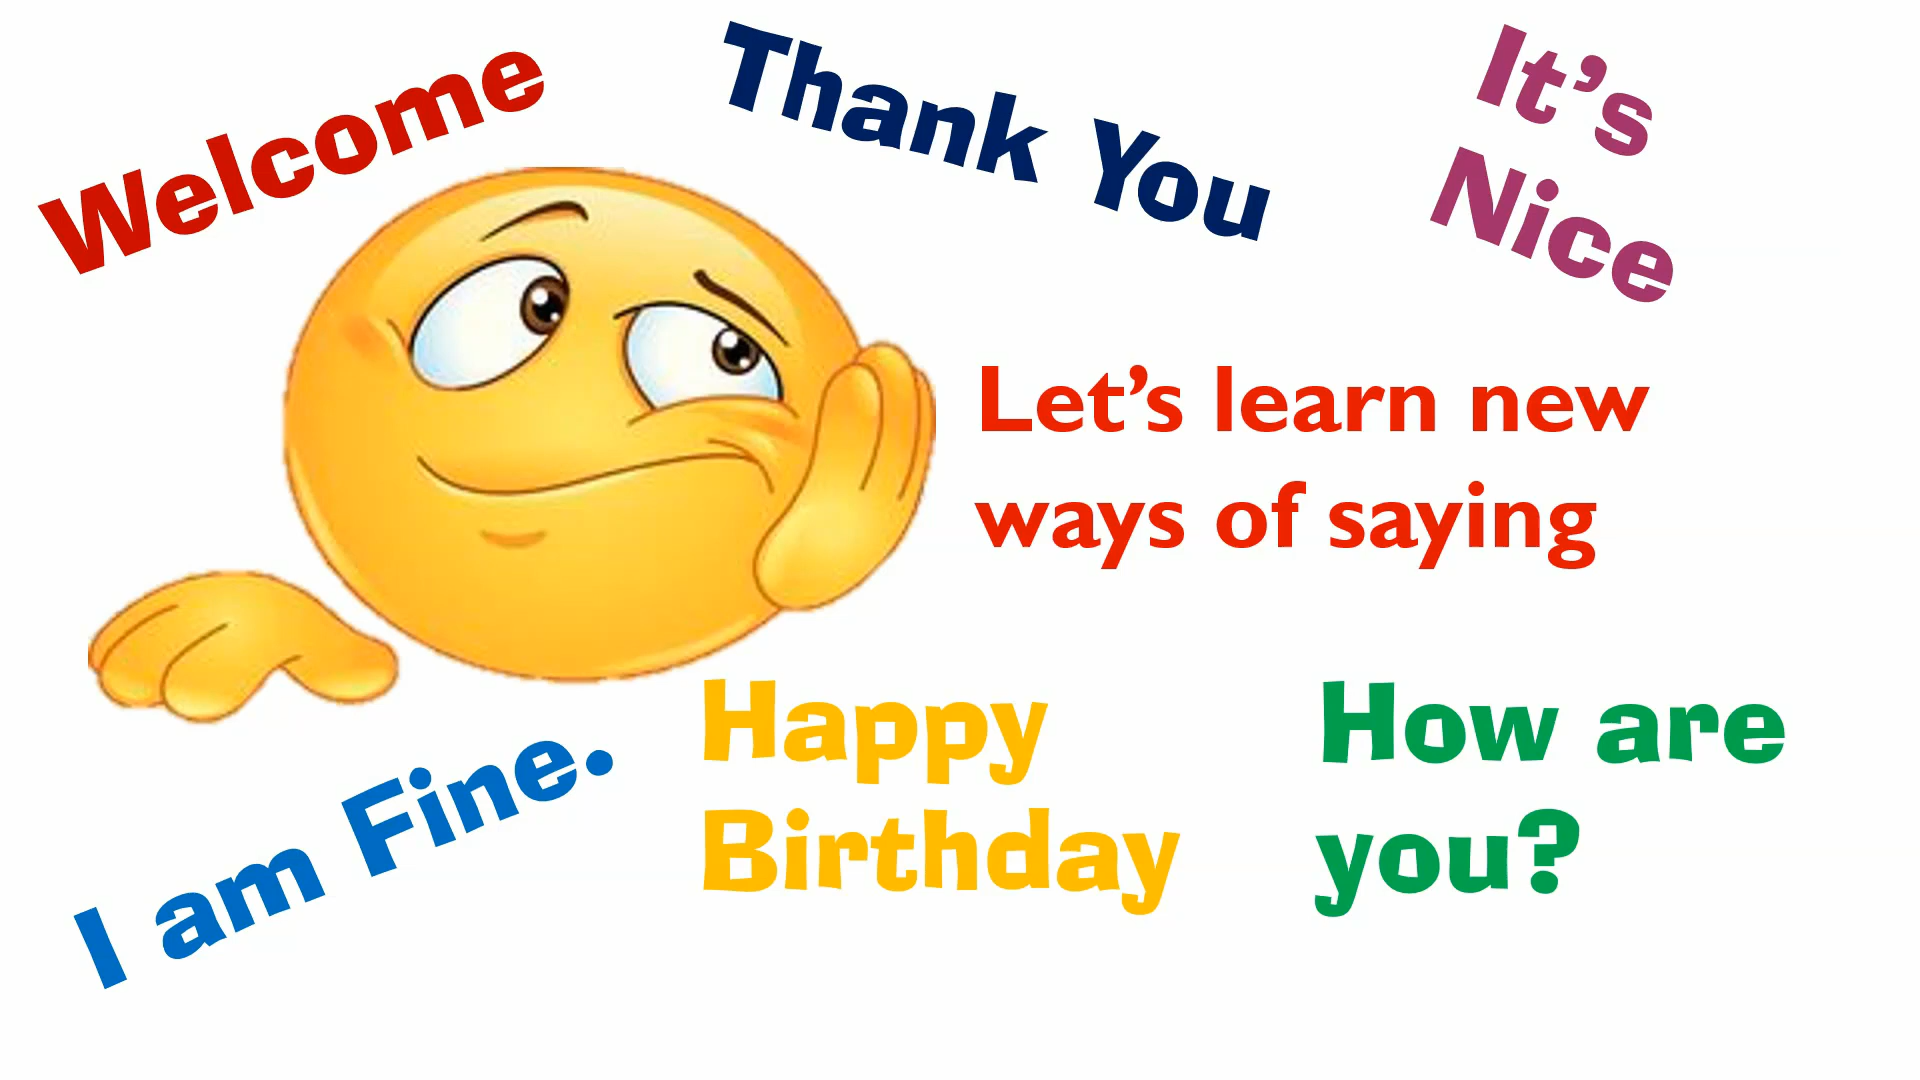 Welcome
Thank You
It’s
Nice
Let’s learn new
ways of saying
I am Fine.
Happy
Birthday
How are
you?